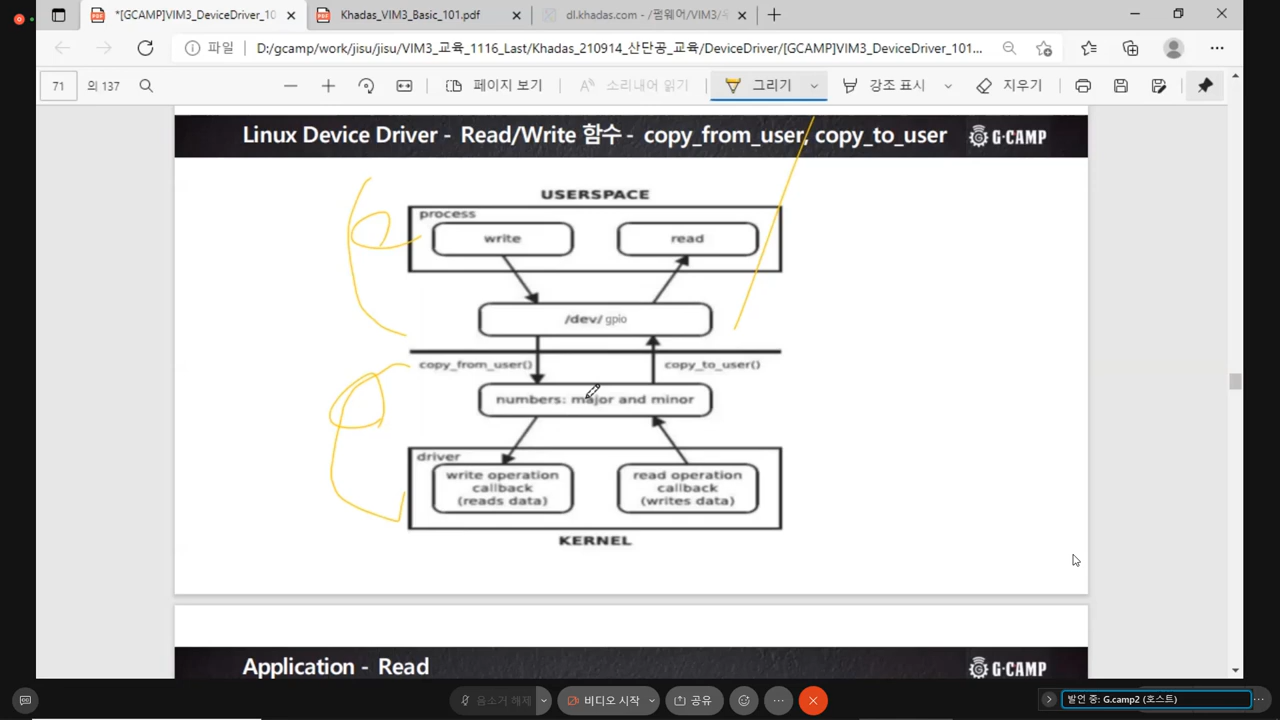 *[GCAMP]VIM3_DeviceDriver_10
Khadas_VIM3_Basic_101.pdf
파일
D:/gcamp/work/jisu/jisu/VIM3_교육_1116_Last/Khadas_210914_산단공_교육/DeviceDriver/[GCAMP]VIM3_DeviceDriver_101...
71
의 137
페이지 보기
소리내어 읽기
그리기
강조 표시
지우기
Linux Device Driver - Read/Write 함수 - copy_from_user, copy_to_user
G·CAMP
USERSPACE
process
write
read
/dev/ gpio
copy_from_user()
copy_to_user()
numbers: major and minor
driver
write operation
callback
(reads data)
read operation
callback
(writes data)
KERNEL
Application - Read
G·CAMP
음소거 해제
비디오 시작
공유
발언 중: G.camp2 (호스트)